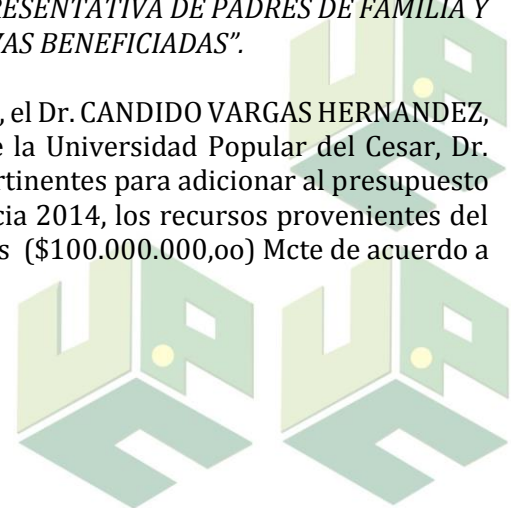 RESENTATIVA DE PADRES DE FAMILIA Y
VAS BENEFICIADAS”.
, el Dr. CANDIDO VARGAS HERNANDEZ,
e la Universidad Popular del Cesar, Dr.
rtinentes para adicionar al presupuesto
cia 2014, los recursos provenientes del
s ($100.000.000,oo) Mcte de acuerdo a